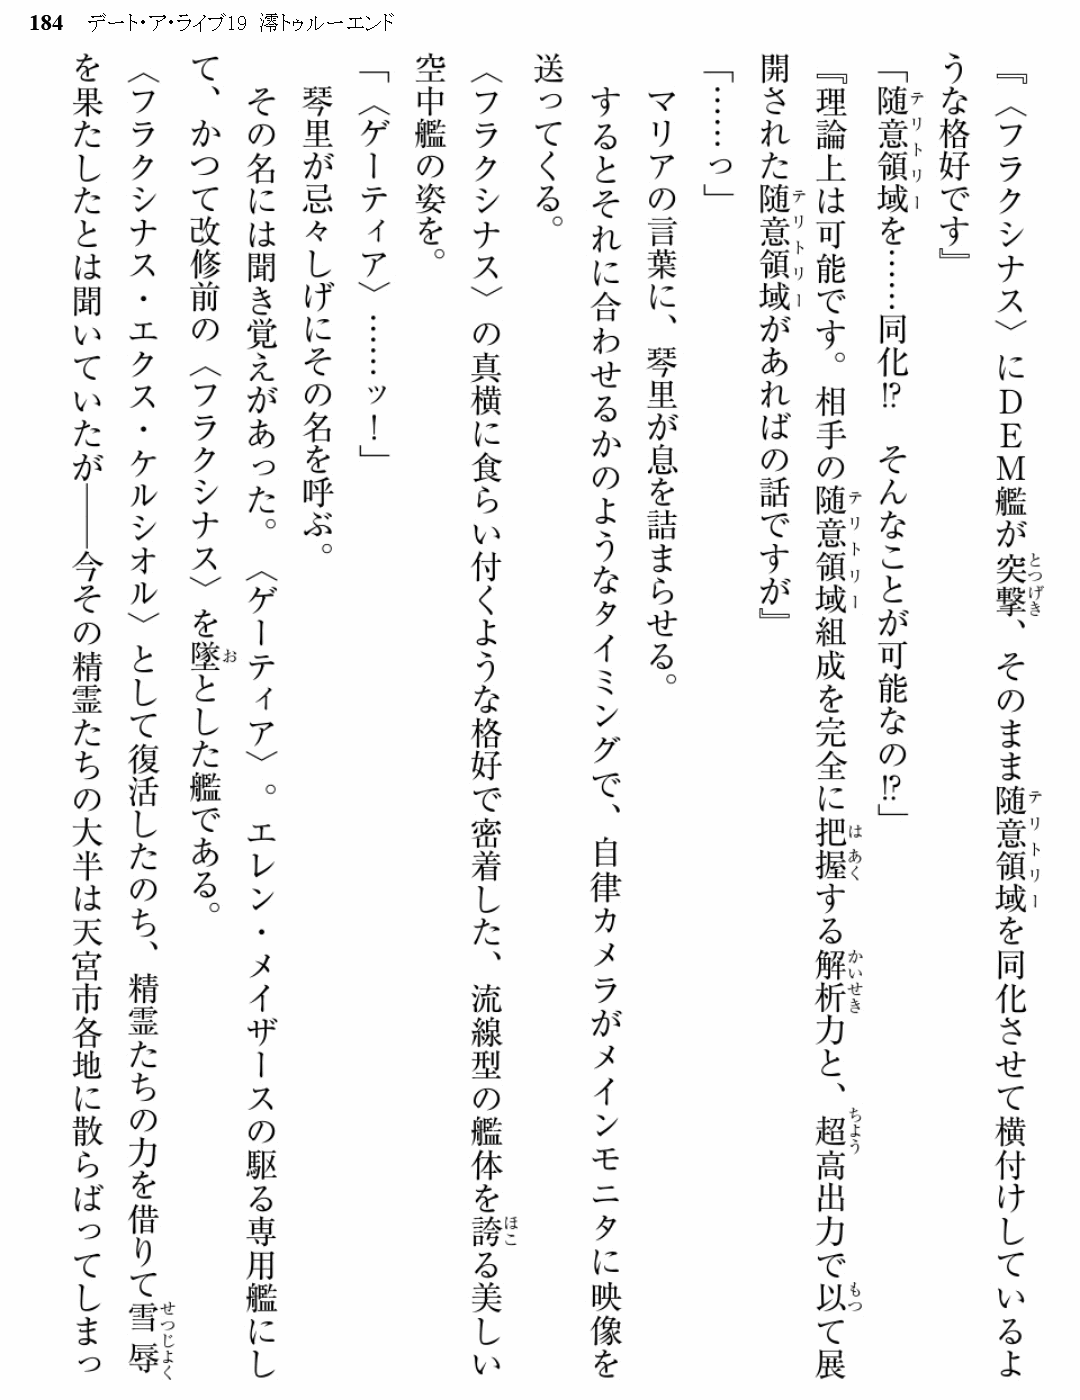 184 デート・ア・ライブ19 澪トゥルーエンド
『〈フラクシナス〉にＤＥＭ艦が突撃、そのまま随意領域を同化させて横付けしているよ
うな格好です』
「随意領域を……同化⁉　そんなことが可能なの⁉」
『理論上は可能です。相手の随意領域組成を完全に把握する解析力と、超高出力で以て展
開された随意領域があればの話ですが』
「……っ」
マリアの言葉に、琴里が息を詰まらせる。
するとそれに合わせるかのようなタイミングで、自律カメラがメインモニタに映像を
送ってくる。
〈フラクシナス〉の真横に食らい付くような格好で密着した、流線型の艦体を誇る美しい
空中艦の姿を。
「〈ゲーティア〉……ッ！」
琴里が忌々しげにその名を呼ぶ。
その名には聞き覚えがあった。〈ゲーティア〉。エレン・メイザースの駆る専用艦にし
て、かつて改修前の〈フラクシナス〉を墜とした艦である。
〈フラクシナス・エクス・ケルシオル〉として復活したのち、精霊たちの力を借りて雪辱
を果たしたとは聞いていたが――今その精霊たちの大半は天宮市各地に散らばってしまっ